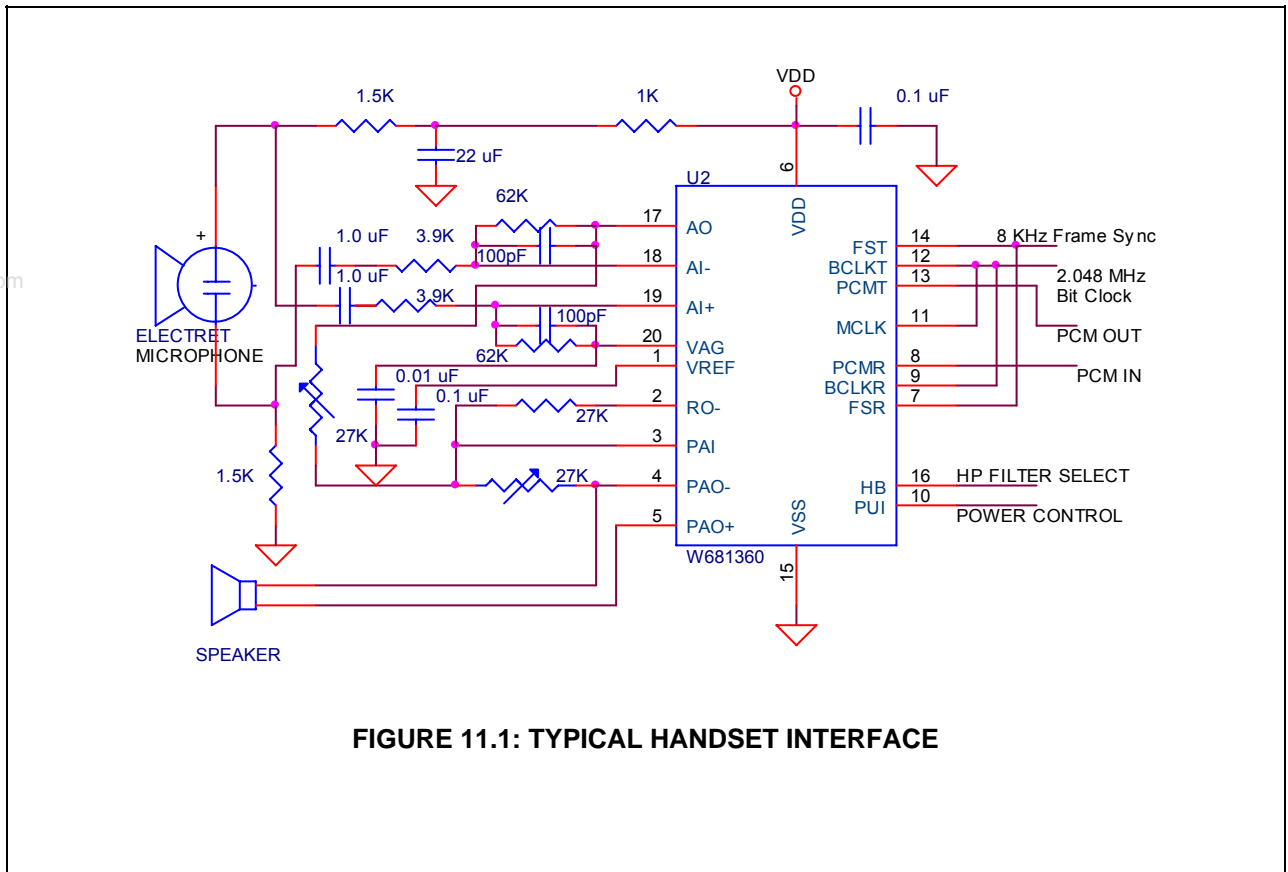 VDD
1.5K
1K
0.1 uF
22 uF
6
U2
62K
17
AO
VDD
+
1.0 uF
3.9K
100pF
18
AI-
FST
14
8 KHz Frame Sync
BCLKT
12
1.0 uF
3.9K
19
AI+
PCMT
13
2.048 MHz
Bit Clock
om
ELECTRET
MICROPHONE
100pF
MCLK
11
PCM OUT
62K
20
VAG
1
VREF
PCMR
8
PCM IN
0.01 uF
0.1 uF
BCLKR
9
2
RO-
FSR
7
27K
27K
3
PAI
1.5K
27K
4
PAO-
HB
16
HP FILTER SELECT
PUI
10
POWER CONTROL
5
PAO+
VSS
W681360
15
SPEAKER
FIGURE 11.1: TYPICAL HANDSET INTERFACE